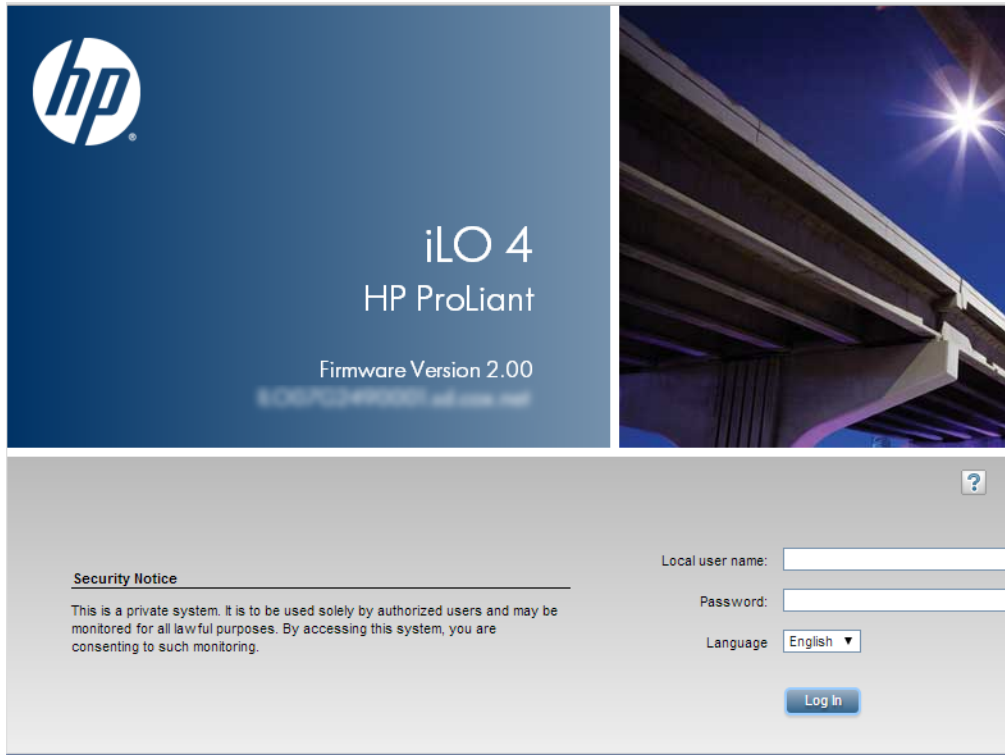 hp
iLO 4
HP ProLiant
Firmware Version 2.00
?
Local user name:
Security Notice
Password:
This is a private system. It is to be used solely by authorized users and may be
monitored for all lawful purposes. By accessing this system, you are
consenting to such monitoring.
Language English ▼
Log In